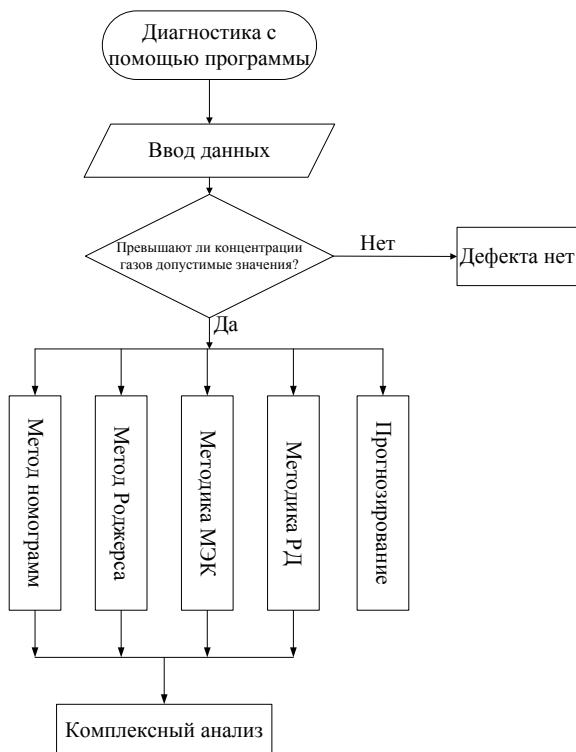 Диагностика с
помощью программы
Ввод данных
Превышают ли концентрации
газов допустимые значения?
Нет
Дефекта нет
Да
Метод номограмм
Метод Роджерса
Методика МЭК
Методика РД
Прогнозирование
Комплексный анализ